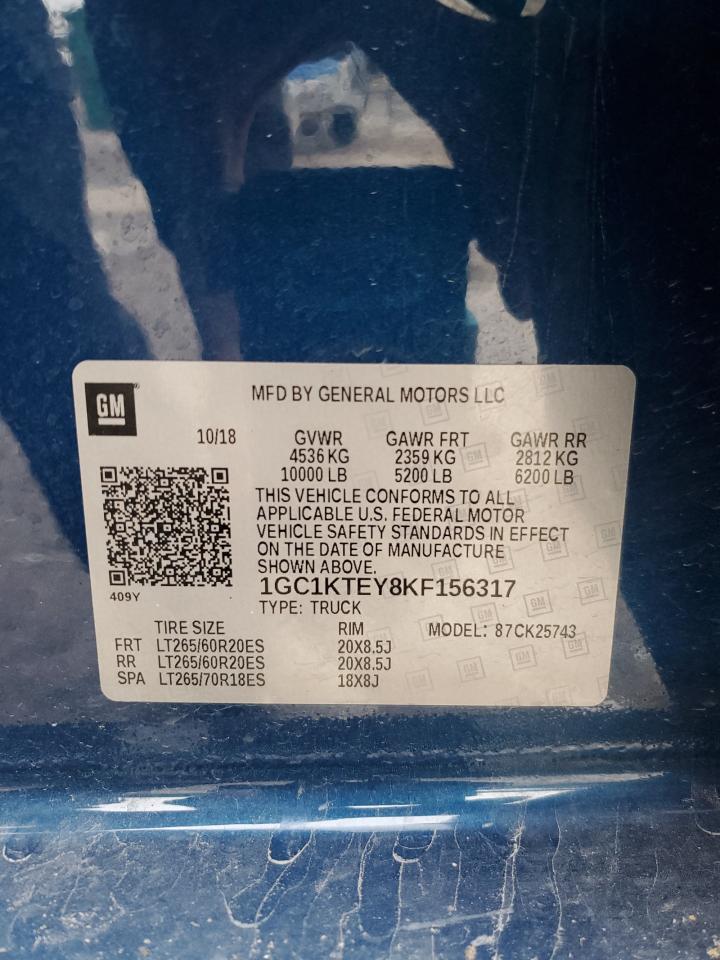 GM
MFD BY GENERAL MOTORS LLC
10/18 GVWR GAWR FRT GAWR RR
4536 KG 2359 KG 2812 KG
10000 LB 5200 LB 6200 LB
THIS VEHICLE CONFORMS TO ALL
APPLICABLE U.S. FEDERAL MOTOR
VEHICLE SAFETY STANDARDS IN EFFECT
ON THE DATE OF MANUFACTURE
SHOWN ABOVE.
1GC1KTEY8KF156317
409Y
TYPE: TRUCK
TIRE SIZE RIM MODEL: 87CK25743
FRT LT265/60R20ES 20X8.5J
RR LT265/60R20ES 20X8.5J
SPA LT265/70R18ES 18X8J